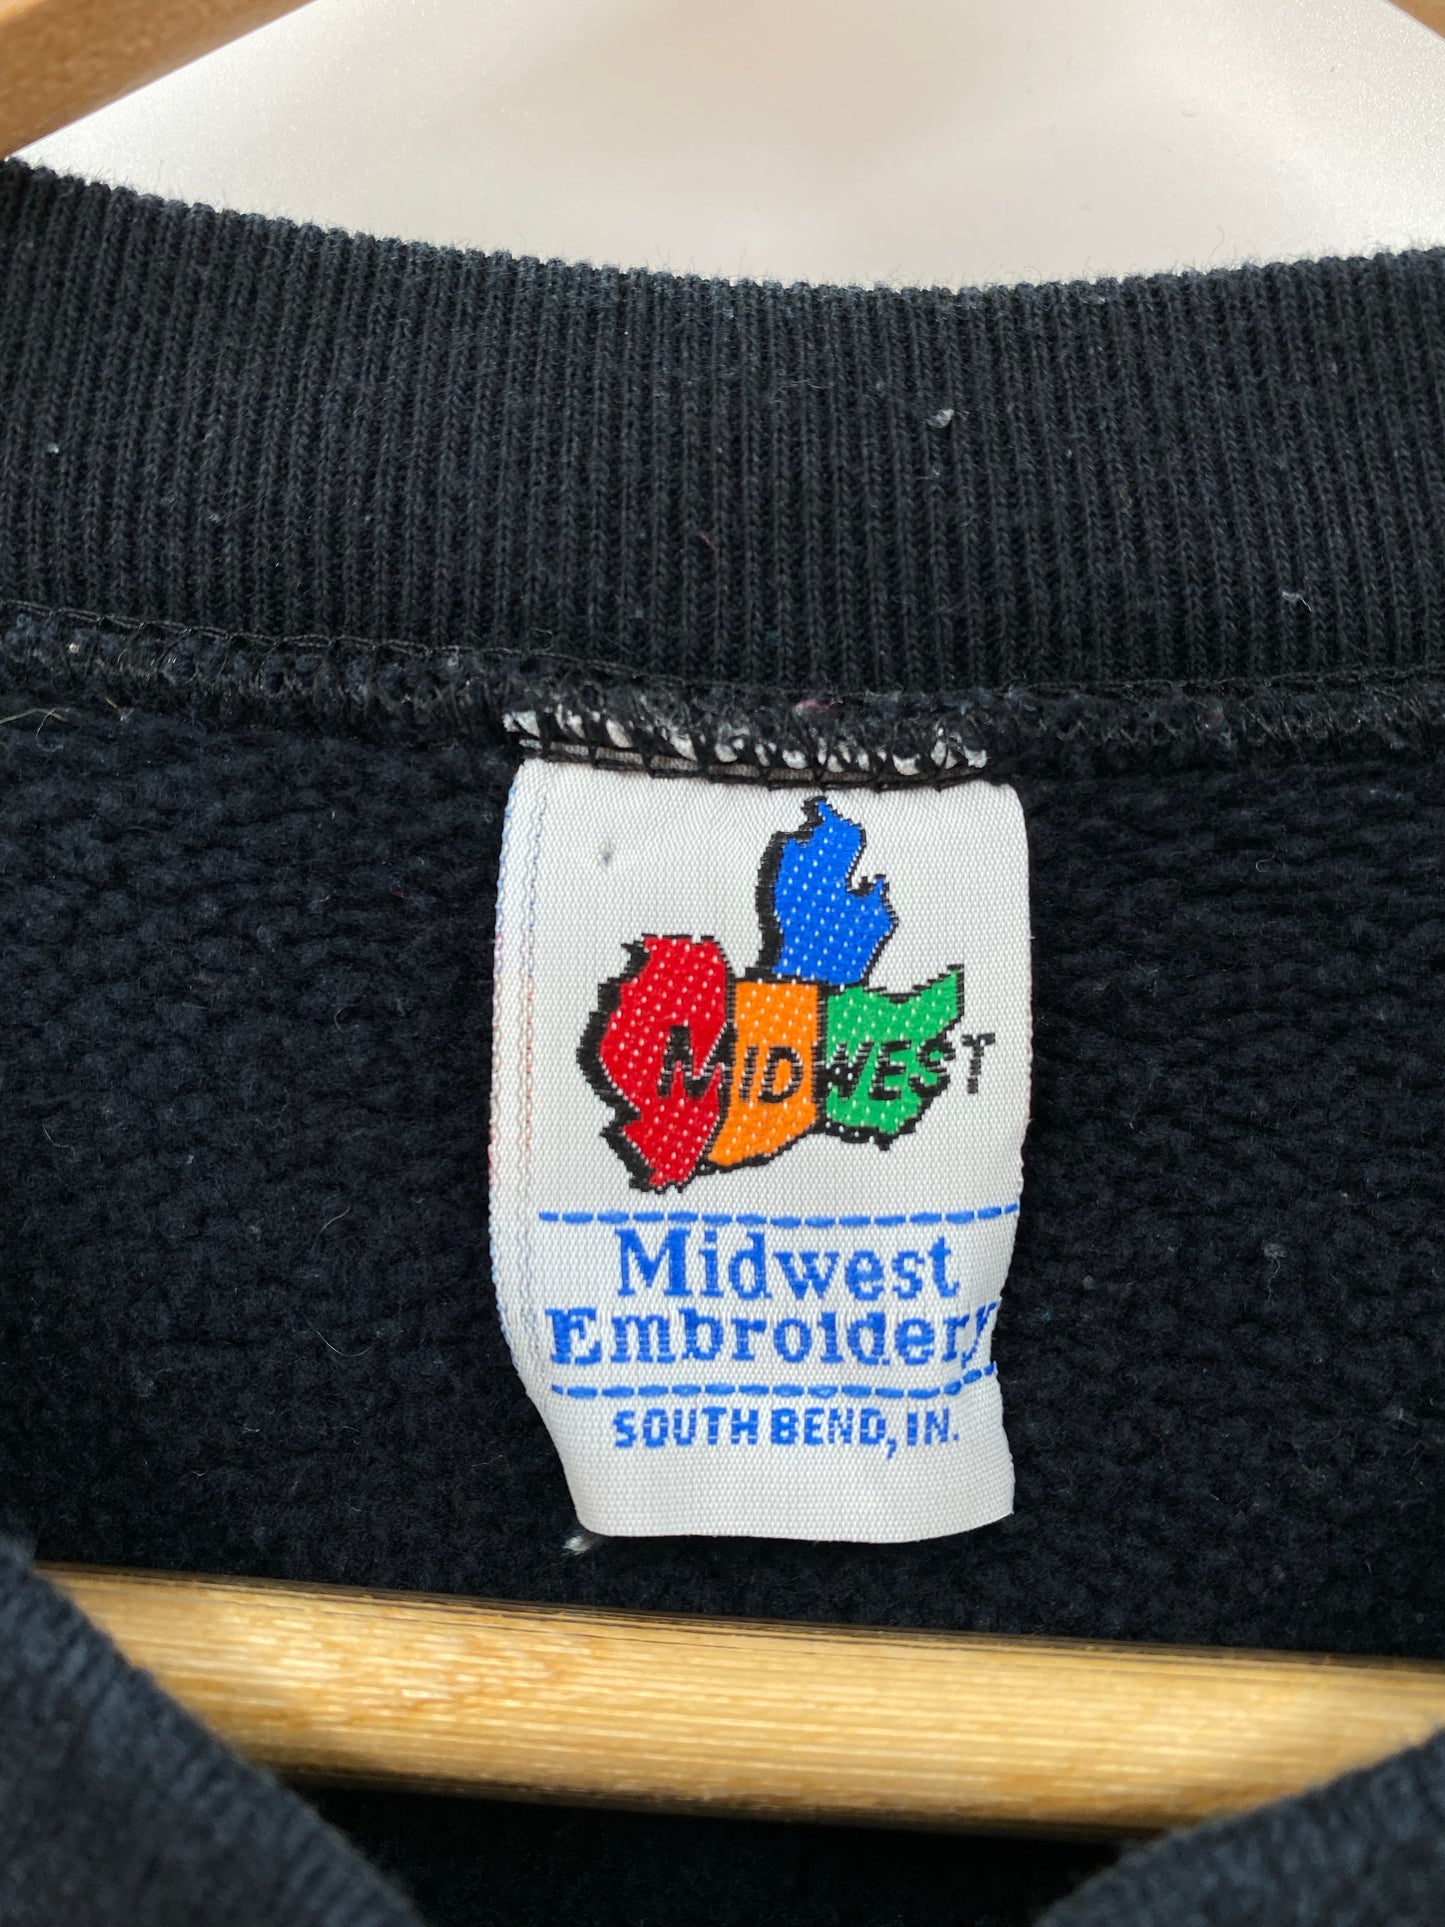 MIDWEST
Midwest
Embroidery
SOUTH BEND, IN.